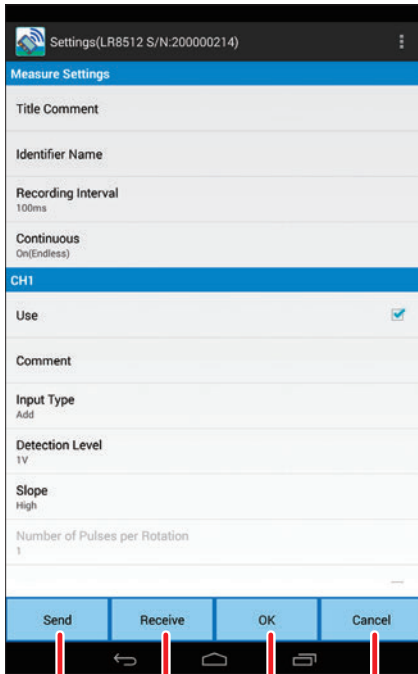 Settings(LR8512 S/N:200000214)
Measure Settings
Title Comment
Identifier Name
Recording Interval
100ms
Continuous
On(Endless)
CH1
Use
Comment
Input Type
Add
Detection Level
1V
Slope
High
Number of Pulses per Rotation
1
Send Receive OK Cancel